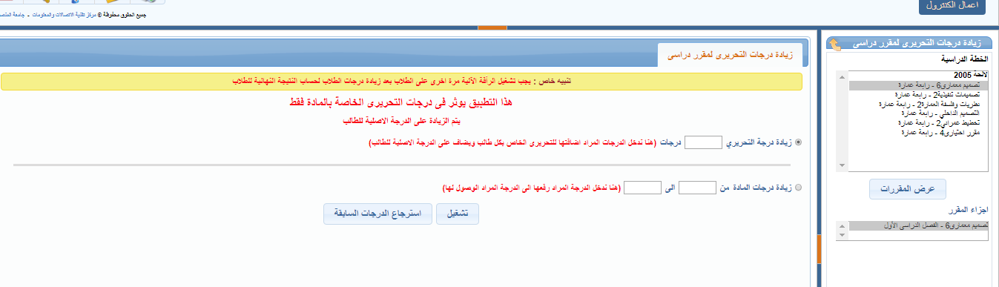 اعمال الكنترول
جميع الحقوق محفوظة © مركز تقنية الاتصالات والمعلومات - جامعة
زيادة درجات التحريرى لمقرر دراسى
الخطة الدراسية
لائحة 2005
تصميم معمارى6 - رابعة عمارة
تصميمات تنفيذية2 - رابعة عمارة
نظريات وفلسفة العمارة2 - رابعة عمارة
التصميم الداخلي - رابعة عمارة
تخطيط عمراني2 - رابعة عمارة
مقرر اختيارى4 - رابعة عمارة
عرض المقررات
اجزاء المقرر
تصميم معمارى6 - الفصل الدراسى الأول
زيادة درجات التحريرى لمقرر دراسى
تنبيه خاص : يجب تشغيل الرأفة الآلية مرة اخرى على الطلاب بعد زيادة درجات الطلاب لحساب النتيجة النهائية للطلاب
هذا التطبيق يوثر فى درجات التحريرى الخاصة بالمادة فقط
يتم الزيادة على الدرجة الاصلية للطالب
زيادة درجة التحريري درجات (هنا ندخل الدرجات المراد اضافتها للتحريرى الخاص بكل طالب ويضاف على الدرجة الاصلية للطالب)
زيادة درجات المادة من الى (هنا ندخل الدرجة المراد رفعها الى الدرجة المراد الوصول لها)
تشغيل
استرجاع الدرجات السابقة